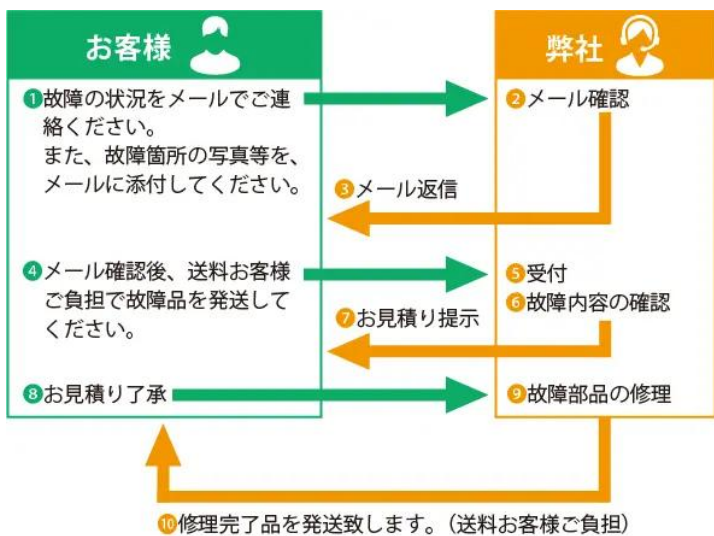 お客様
弊社
❶故障の状況をメールでご連
絡ください。
また、故障箇所の写真等を、
メールに添付してください。
❷メール確認
❸メール返信
❹メール確認後、送料お客様
ご負担で故障品を発送して
ください。
❺受付
❻故障内容の確認
❼お見積り提示
❽お見積り了承
❾故障部品の修理
❿修理完了品を発送致します。（送料お客様ご負担）